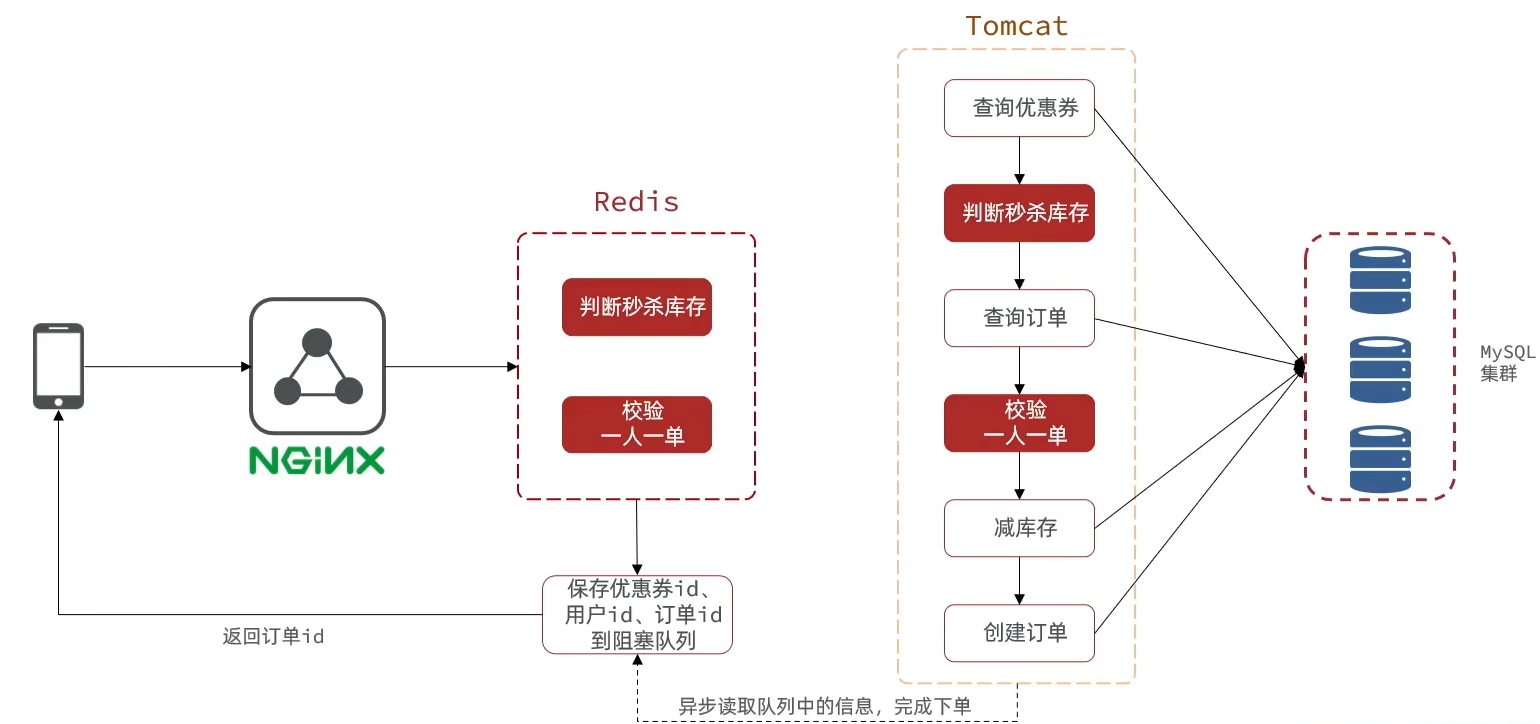 Tomcat
查询优惠券
判断秒杀库存
查询订单
校验
一人一单
减库存
创建订单
Redis
判断秒杀库存
校验
一人一单
NGINX
保存优惠券id、
用户id、订单id
到阻塞队列
返回订单id
异步读取队列中的信息，完成下单
MySQL
集群